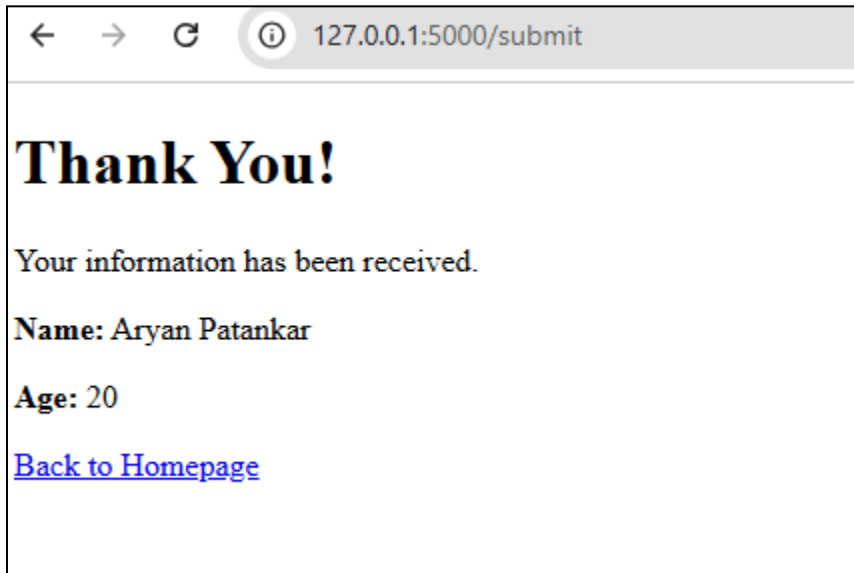 127.0.0.1:5000/submit
Thank You!
Your information has been received.
Name: Aryan Patankar
Age: 20
Back to Homepage